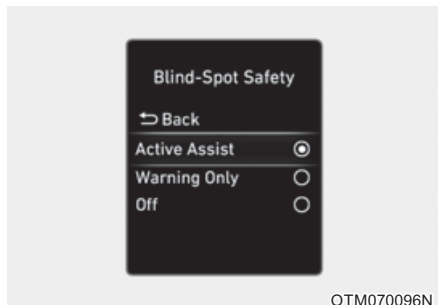 Blind-Spot Safety
Back
Active Assist
Warning Only
Off
OTM070096N